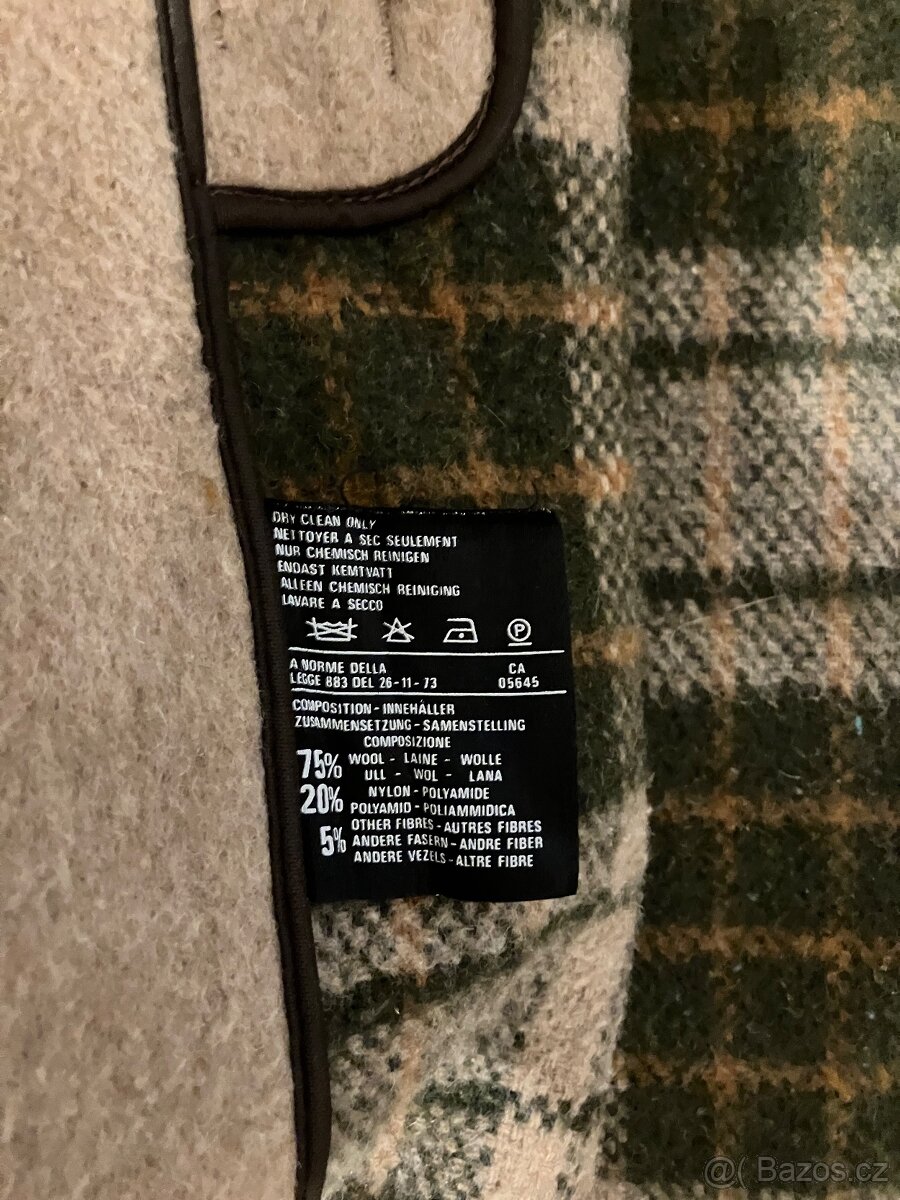 DRY CLEAN ONLY
NETTOYER A SEC SEULEMENT
NUR CHEMISCH REINIGEN
ENDAST KEMTVATT
ALLEEN CHEMISCH REINIGING
LAVARE A SECCO
P
A NORME DELLA CA
LEGGE 883 DEL 26-11-73 05645
COMPOSITION-INNEHÅLLER
ZUSAMMENSETZUNG-SAMENSTELLING
COMPOSIZIONE
75% WOOL - LAINE - WOLLE
ULL - WOL - LANA
20% NYLON-POLYAMIDE
POLYAMID-POLIAMMIDICA
5% OTHER FIBRES-AUTRES FIBRES
ANDERE FASERN-ANDRE FIBER
ANDERE VEZELS-ALTRE FIBRE
@( Bazoš.cz